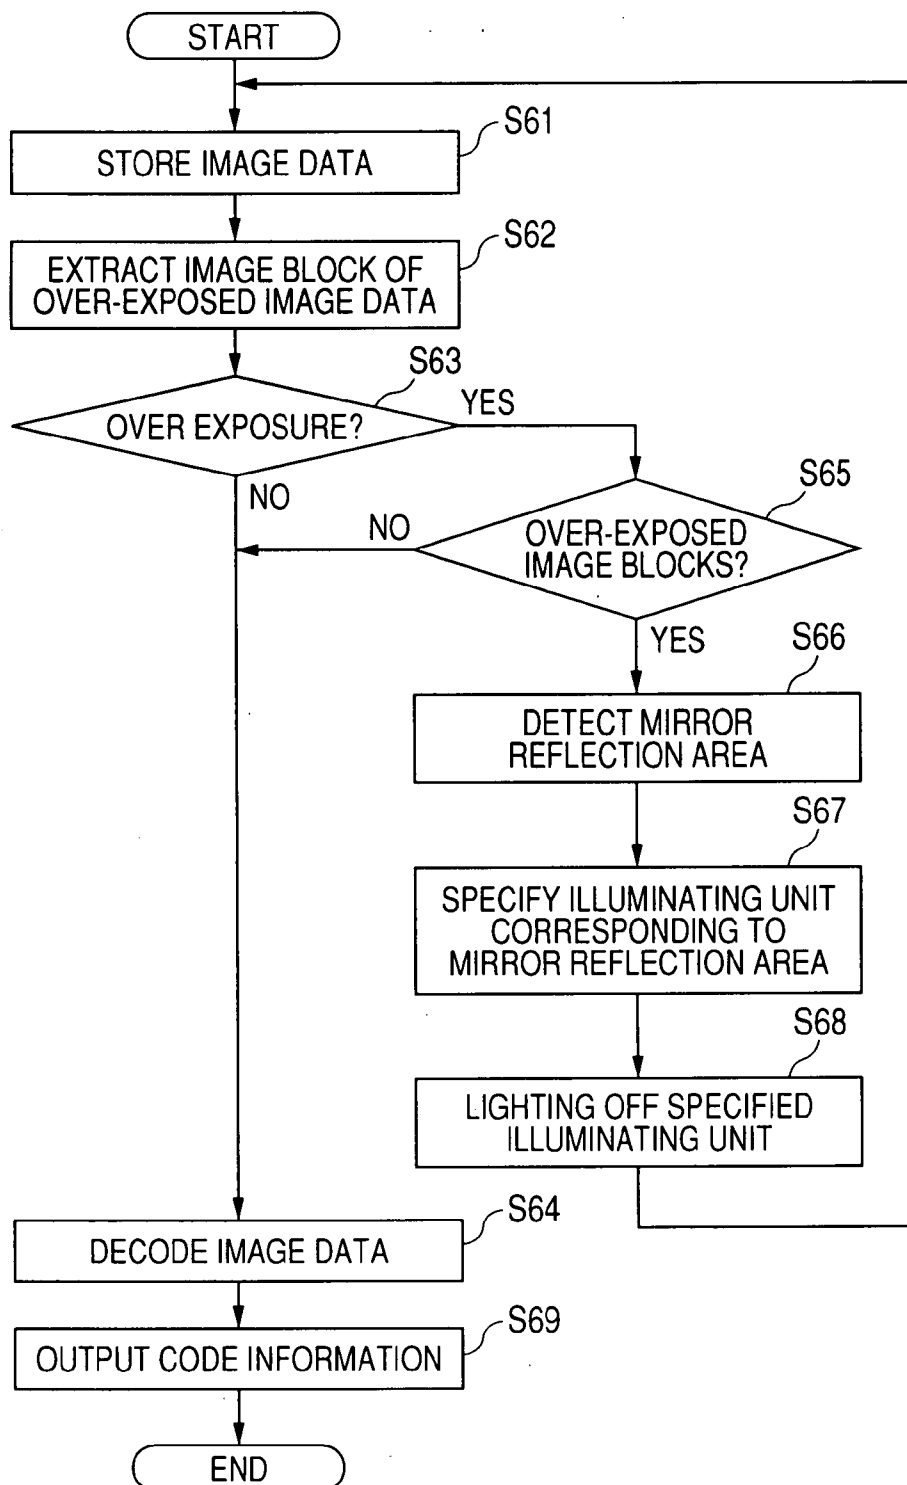 START
S61
STORE IMAGE DATA
S62
EXTRACT IMAGE BLOCK OF
OVER-EXPOSED IMAGE DATA
S63
OVER EXPOSURE?
YES
NO
S65
OVER-EXPOSED
IMAGE BLOCKS?
NO
YES
S66
DETECT MIRROR
REFLECTION AREA
S67
SPECIFY ILLUMINATING UNIT
CORRESPONDING TO
MIRROR REFLECTION AREA
S68
LIGHTING OFF SPECIFIED
ILLUMINATING UNIT
S64
DECODE IMAGE DATA
S69
OUTPUT CODE INFORMATION
END